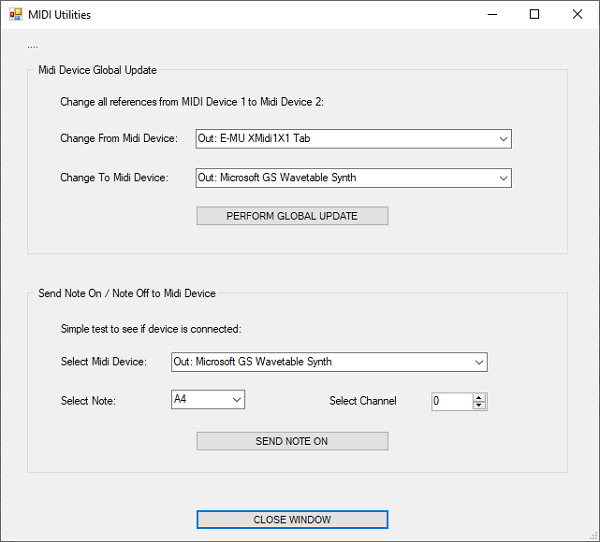 MIDI Utilities
....
Midi Device Global Update
Change all references from MIDI Device 1 to Midi Device 2:
Change From Midi Device: Out: E-MU XMidi1X1 Tab
Change To Midi Device: Out: Microsoft GS Wavetable Synth
PERFORM GLOBAL UPDATE
Send Note On / Note Off to Midi Device
Simple test to see if device is connected:
Select Midi Device: Out: Microsoft GS Wavetable Synth
Select Note: A4 Select Channel 0
SEND NOTE ON
CLOSE WINDOW